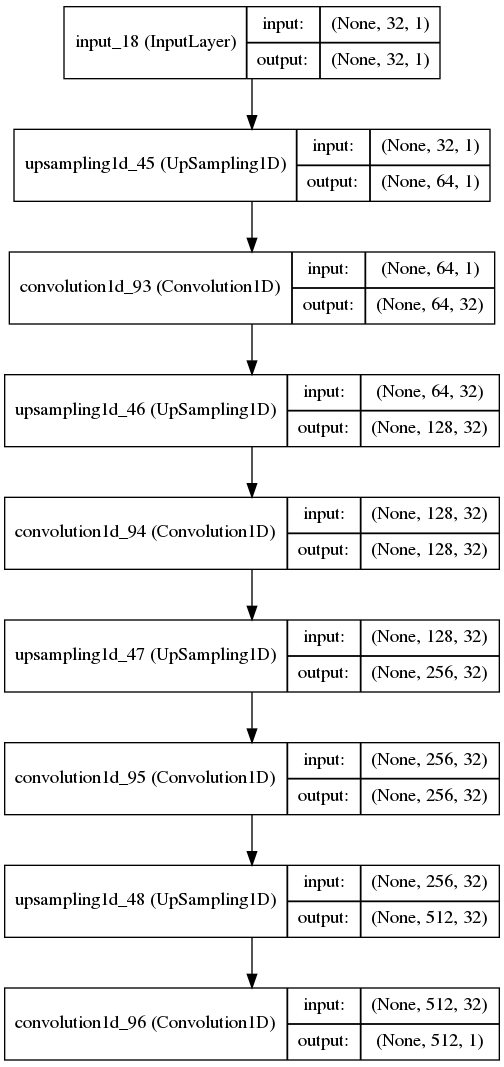 input_18 (InputLayer)
input: (None, 32, 1)
output: (None, 32, 1)
upsampling1d_45 (UpSampling1D)
input: (None, 32, 1)
output: (None, 64, 1)
convolution1d_93 (Convolution1D)
input: (None, 64, 1)
output: (None, 64, 32)
upsampling1d_46 (UpSampling1D)
input: (None, 64, 32)
output: (None, 128, 32)
convolution1d_94 (Convolution1D)
input: (None, 128, 32)
output: (None, 128, 32)
upsampling1d_47 (UpSampling1D)
input: (None, 128, 32)
output: (None, 256, 32)
convolution1d_95 (Convolution1D)
input: (None, 256, 32)
output: (None, 256, 32)
upsampling1d_48 (UpSampling1D)
input: (None, 256, 32)
output: (None, 512, 32)
convolution1d_96 (Convolution1D)
input: (None, 512, 32)
output: (None, 512, 1)